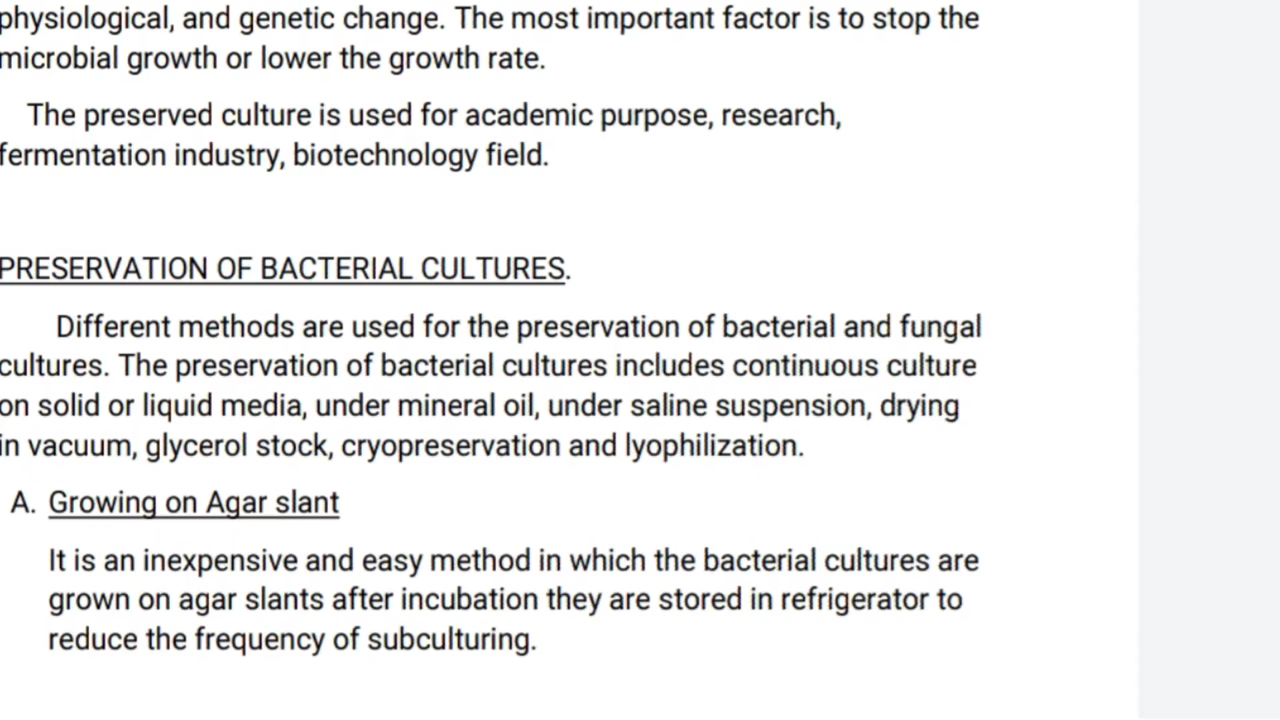 physiological, and genetic change. The most important factor is to stop the
microbial growth or lower the growth rate.
The preserved culture is used for academic purpose, research,
fermentation industry, biotechnology field.
PRESERVATION OF BACTERIAL CULTURES.
Different methods are used for the preservation of bacterial and fungal
cultures. The preservation of bacterial cultures includes continuous culture
on solid or liquid media, under mineral oil, under saline suspension, drying
in vacuum, glycerol stock, cryopreservation and lyophilization.
A. Growing on Agar slant
It is an inexpensive and easy method in which the bacterial cultures are
grown on agar slants after incubation they are stored in refrigerator to
reduce the frequency of subculturing.